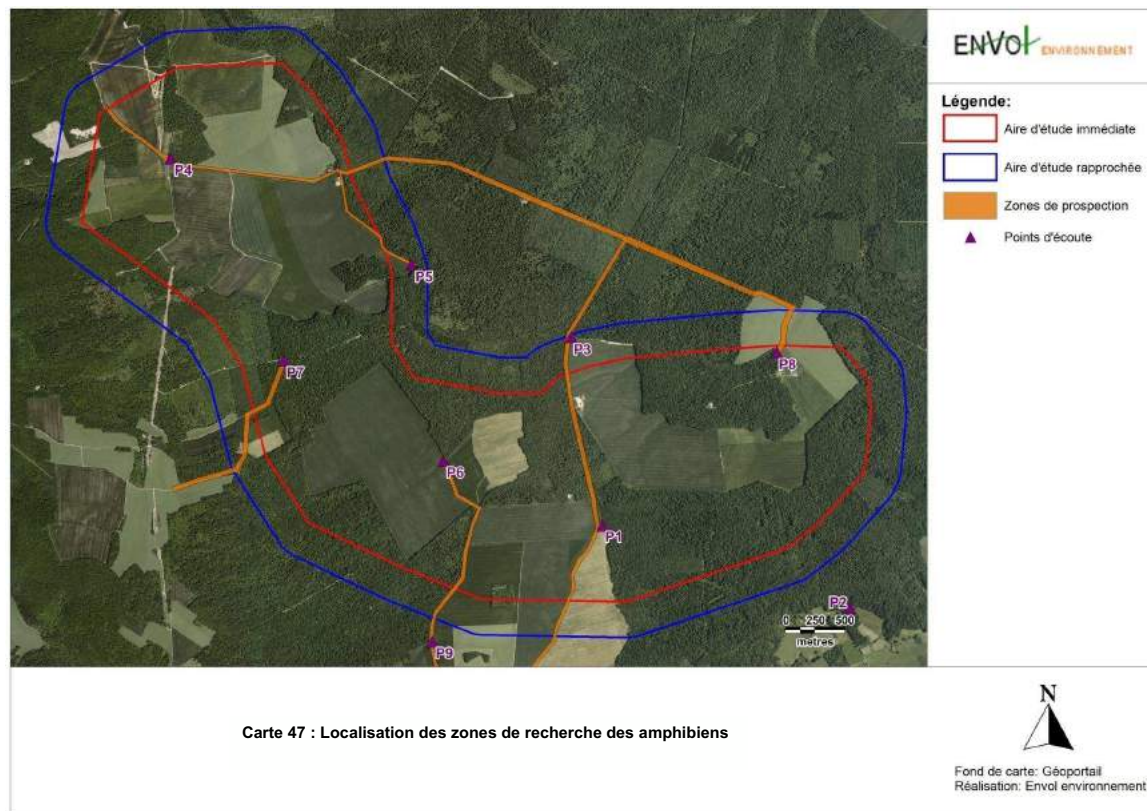 ENVOL ENVIRONNEMENT
Légende:
Aire d'étude immédiate
Aire d'étude rapprochée
Zones de prospection
Points d'écoute
P4
P5
P3
P8
P7
P6
P1
P2
P9
0 250 500
mètres
Carte 47 : Localisation des zones de recherche des amphibiens
N
Fond de carte: Géoportail
Réalisation: Envol environnement